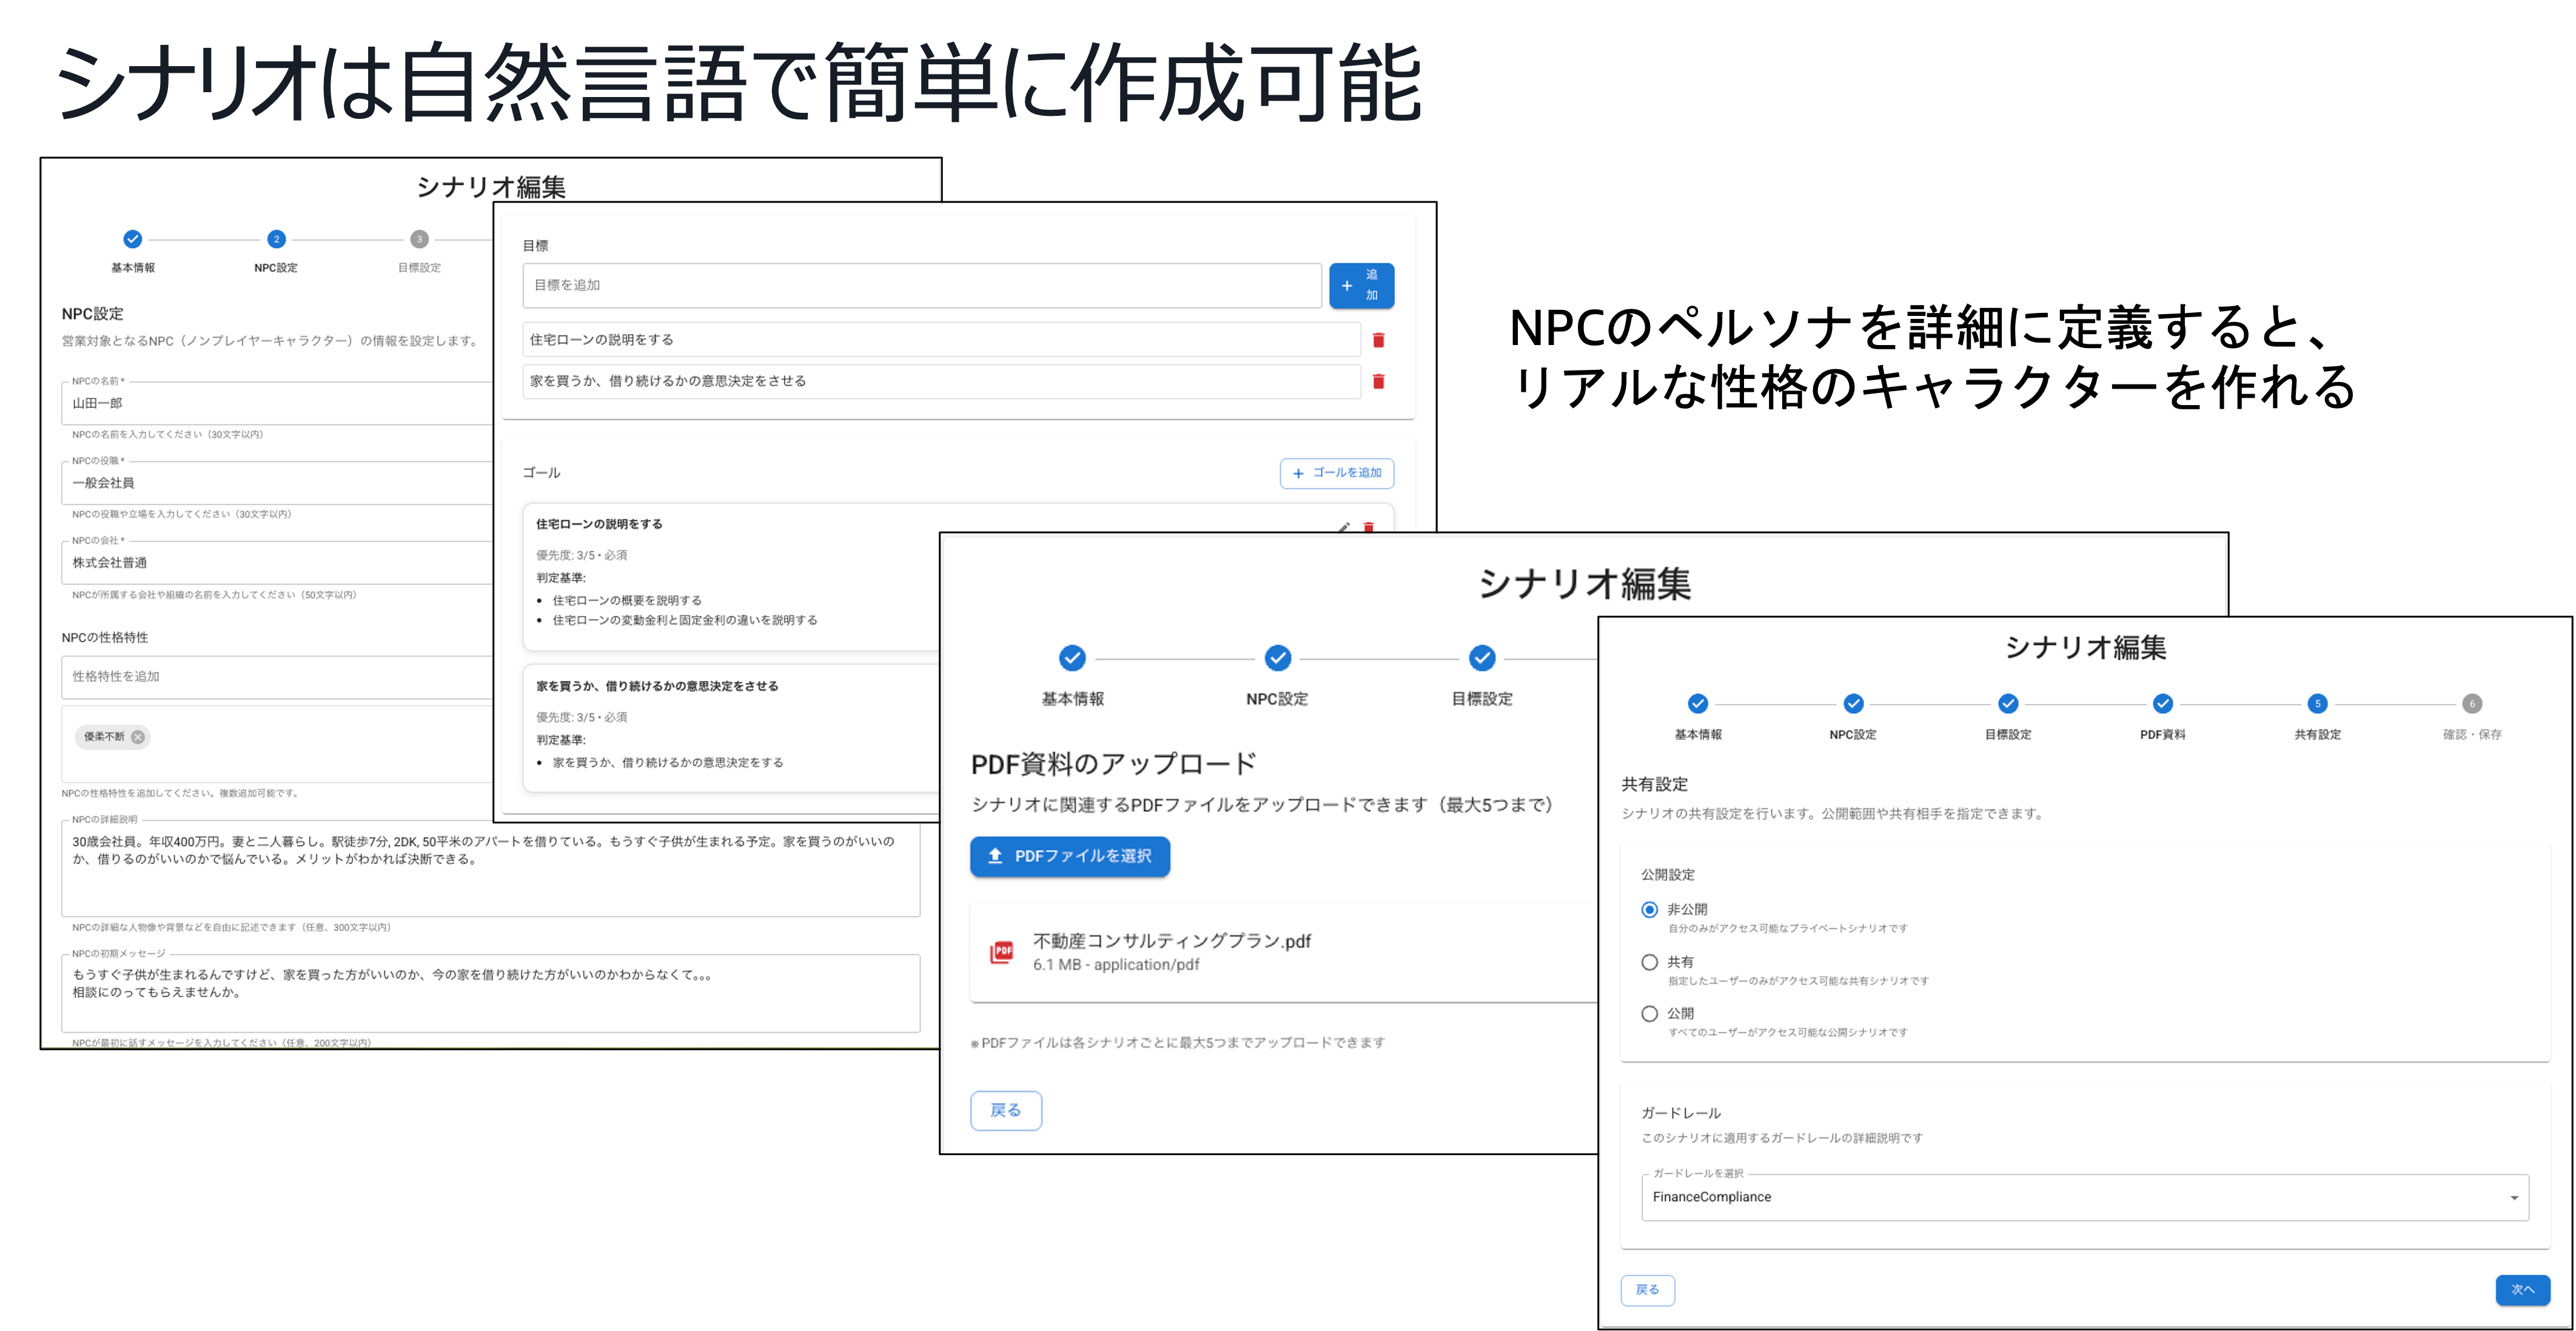 シナリオは自然言語で簡単に作成可能
シナリオ編集
2
3
基本情報
NPC設定
目標設定
NPC設定
営業対象となるNPC（ノンプレイヤーキャラクター）の情報を設定します。
NPCの名前 *
山田一郎
NPCの名前を入力してください（30文字以内）
NPCの役職 *
一般会社員
NPCの役職や立場を入力してください（30文字以内）
NPCの会社 *
株式会社普通
NPCが所属する会社や組織の名前を入力してください（50文字以内）
NPCの性格特性
性格特性を追加
優柔不断
NPCの性格特性を追加してください。複数追加可能です。
NPCの詳細説明
30歳会社員。年収400万円。妻と二人暮らし。駅徒歩7分, 2DK, 50平米のアパートを借りている。もうすぐ子供が生まれる予定。家を買うのがいいの
か、借りるのがいいのかで悩んでいる。メリットがわかれば決断できる。
NPCの詳細な人物像や背景などを自由に記述できます（任意、300文字以内）
NPCの初期メッセージ
もうすぐ子供が生まれるんですけど、家を買った方がいいのか、今の家を借り続けた方がいいのかわからなくて。。。
相談にのってもらえませんか。
NPCが最初に話すメッセージを入力してください（任意、200文字以内）
目標
目標を追加
+ 追
加
住宅ローンの説明をする
家を買うか、借り続けるかの意思決定をさせる
ゴール
+ ゴールを追加
住宅ローンの説明をする
優先度: 3/5 • 必須
判定基準:
• 住宅ローンの概要を説明する
• 住宅ローンの変動金利と固定金利の違いを説明する
家を買うか、借り続けるかの意思決定をさせる
優先度: 3/5 • 必須
判定基準:
• 家を買うか、借り続けるかの意思決定をする
NPCのペルソナを詳細に定義すると、
リアルな性格のキャラクターを作れる
シナリオ編集
基本情報
NPC設定
目標設定
PDF資料のアップロード
シナリオに関連するPDFファイルをアップロードできます（最大5つまで）
PDFファイルを選択
PDF
不動産コンサルティングプラン.pdf
6.1 MB - application/pdf
※PDFファイルは各シナリオごとに最大5つまでアップロードできます
戻る
シナリオ編集
5
6
基本情報
NPC設定
目標設定
PDF資料
共有設定
確認・保存
共有設定
シナリオの共有設定を行います。公開範囲や共有相手を指定できます。
公開設定
非公開
自分のみがアクセス可能なプライベートシナリオです
共有
指定したユーザーのみがアクセス可能な共有シナリオです
公開
すべてのユーザーがアクセス可能な公開シナリオです
ガードレール
このシナリオに適用するガードレールの詳細説明です
ガードレールを選択
FinanceCompliance
戻る
次へ